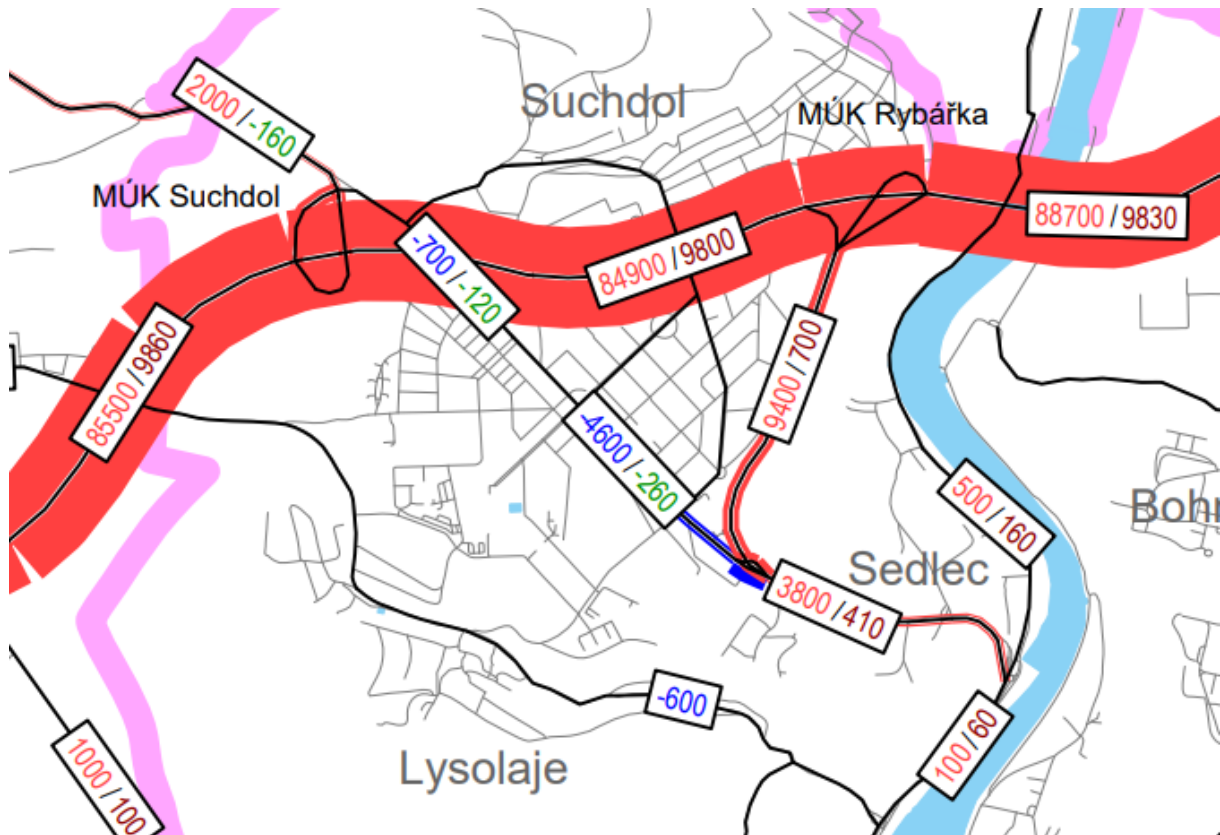 2000 / -160
Suchdol
MÚK Rybářka
MÚK Suchdol
88700 / 9830
-700 / -120
84900 / 9800
85500 / 9860
9400 / 700
-4600 / -260
500 / 160
Bohn
Sedlec
3800 / 410
-600
100 / 60
Lysolaje
1000 / 100